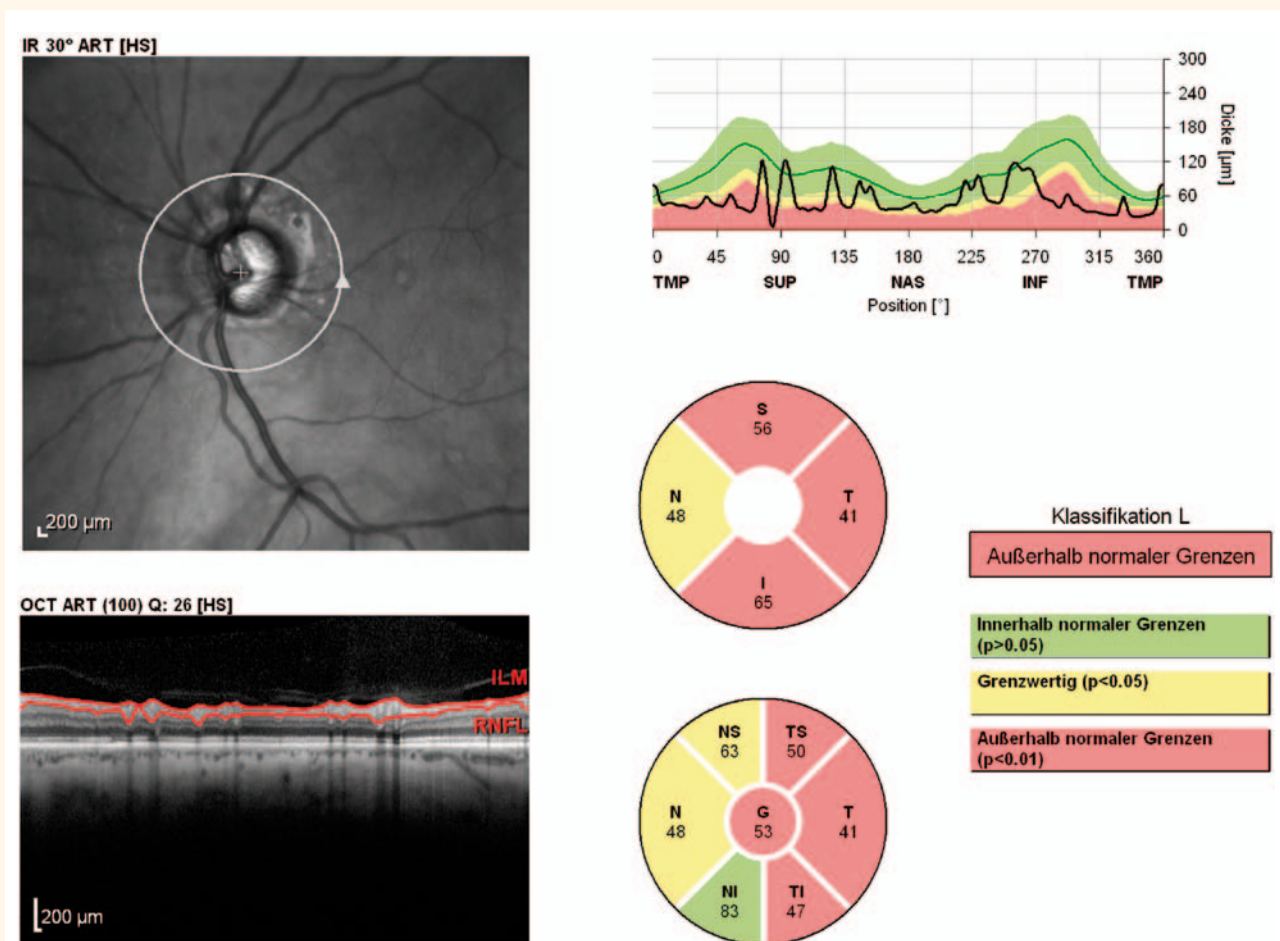 IR 30° ART [HS]
200 µm
OCT ART (100) Q: 26 [HS]
ILM
RNFL
200 µm
300
240
180
120
60
0
Dicke [µm]
0 45 90 135 180 225 270 315 360
TMP SUP NAS INF TMP
Position [°]
S
56
N
48
T
41
I
65
NS
63
TS
50
N
48
G
53
T
41
NI
83
TI
47
Klassifikation L
Außerhalb normaler Grenzen
Innerhalb normaler Grenzen
(p>0.05)
Grenzwertig (p<0.05)
Außerhalb normaler Grenzen
(p<0.01)